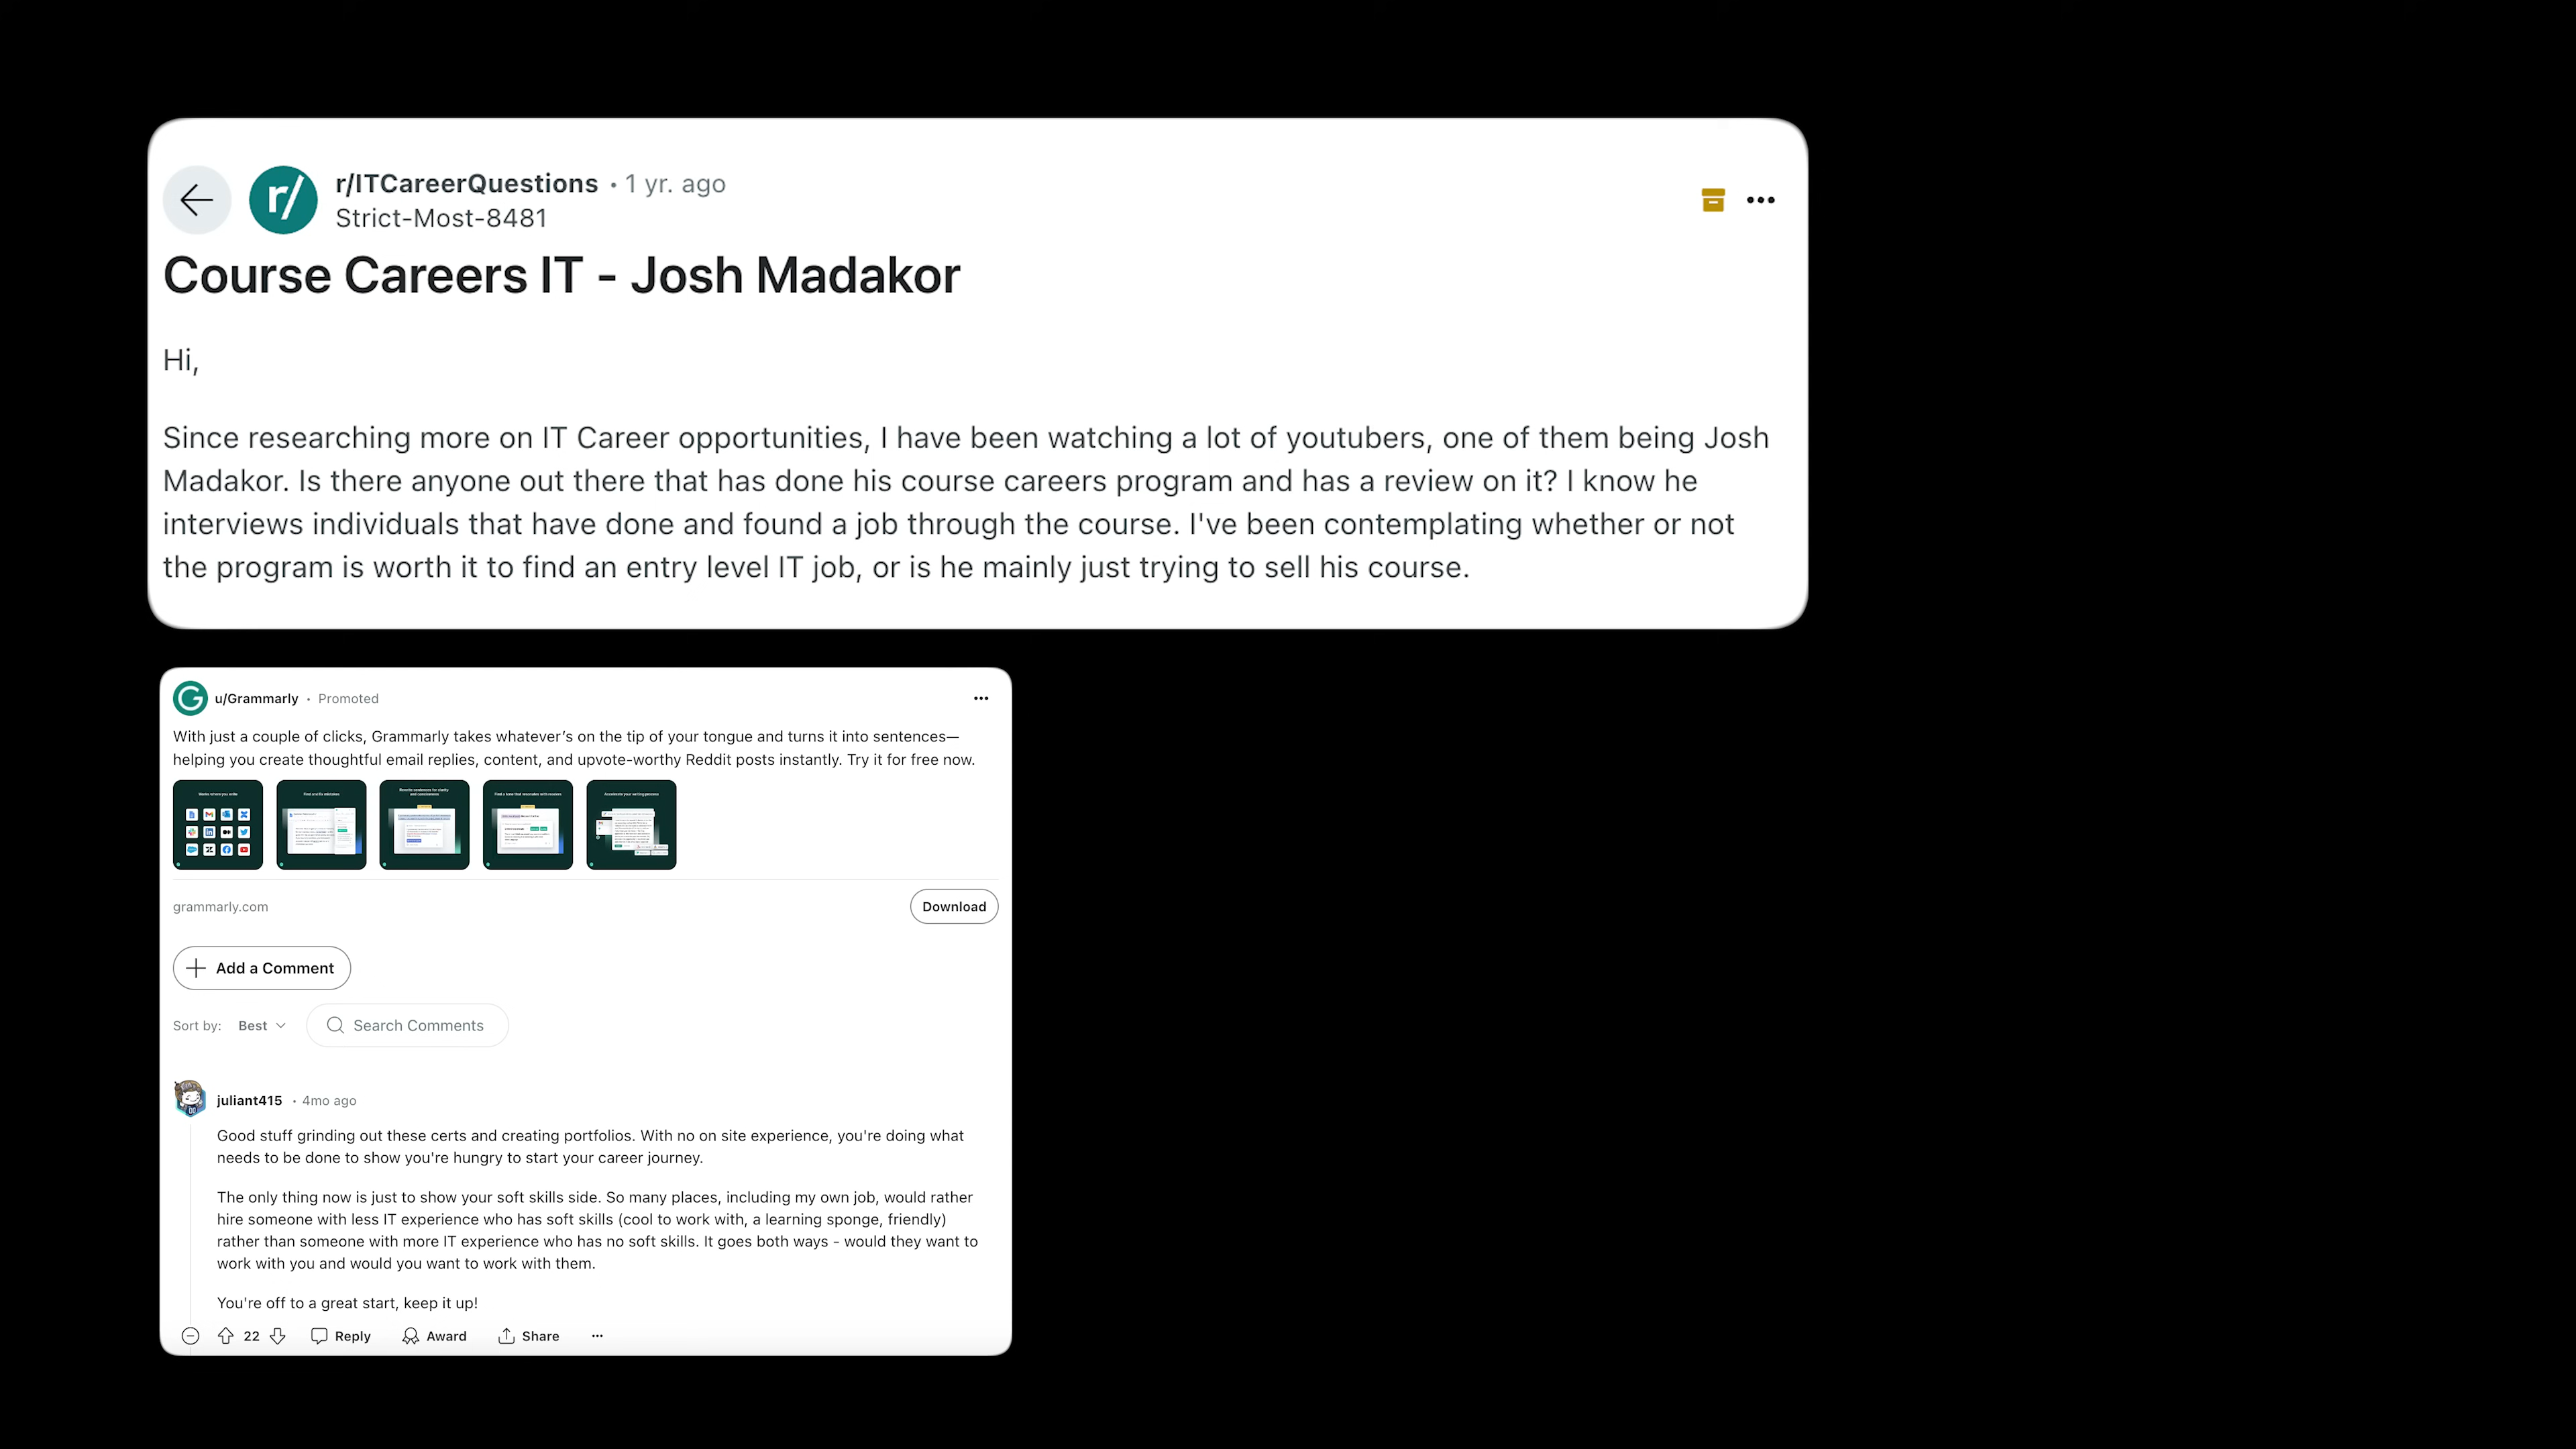 r/ITCareerQuestions • 1 yr. ago
Strict-Most-8481
Course Careers IT - Josh Madakor
Hi,
Since researching more on IT Career opportunities, I have been watching a lot of youtubers, one of them being Josh
Madakor. Is there anyone out there that has done his course careers program and has a review on it? I know he
interviews individuals that have done and found a job through the course. I've been contemplating whether or not
the program is worth it to find an entry level IT job, or is he mainly just trying to sell his course.
u/Grammarly • Promoted
With just a couple of clicks, Grammarly takes whatever's on the tip of your tongue and turns it into sentences—
helping you create thoughtful email replies, content, and upvote-worthy Reddit posts instantly. Try it for free now.
grammarly.com
Download
Add a Comment
Sort by: Best
Search Comments
juliant415 • 4mo ago
Good stuff grinding out these certs and creating portfolios. With no on site experience, you're doing what
needs to be done to show you're hungry to start your career journey.
The only thing now is just to show your soft skills side. So many places, including my own job, would rather
hire someone with less IT experience who has soft skills (cool to work with, a learning sponge, friendly)
rather than someone with more IT experience who has no soft skills. It goes both ways - would they want to
work with you and would you want to work with them.
You're off to a great start, keep it up!
22 Reply Award Share